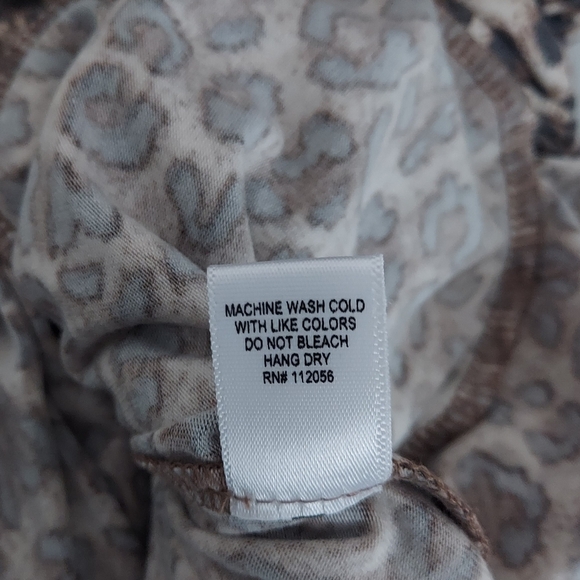 MACHINE WASH COLD
WITH LIKE COLORS
DO NOT BLEACH
HANG DRY
RN# 112056